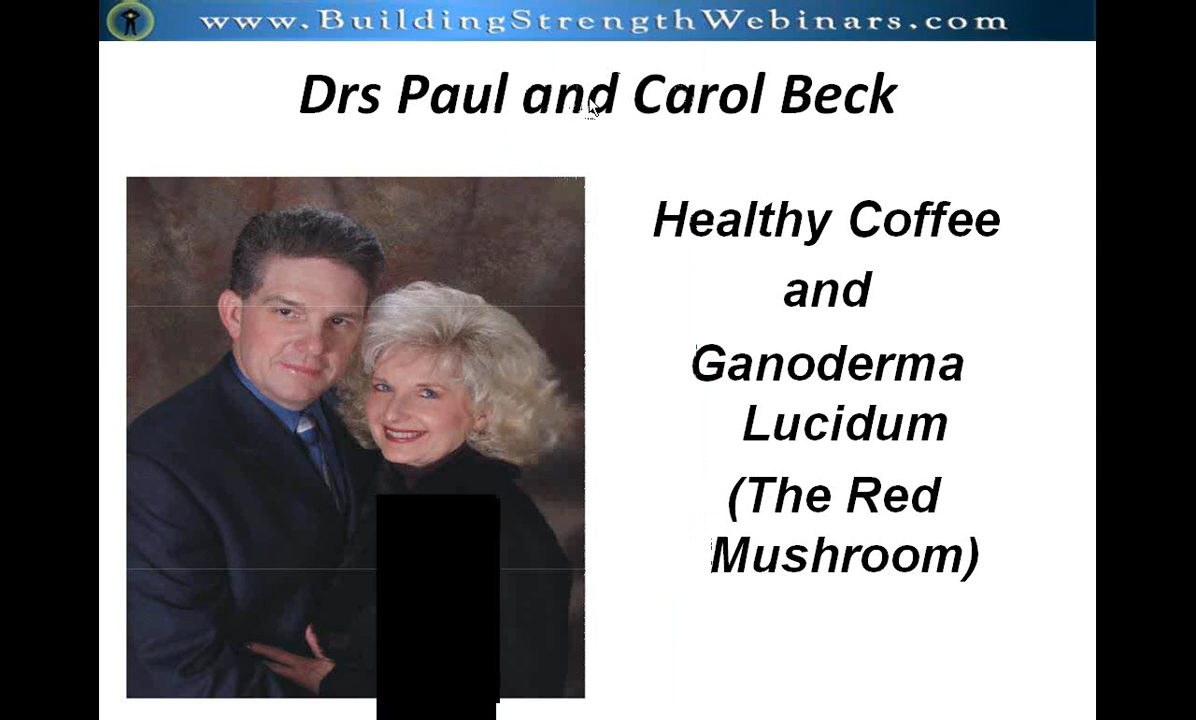 www.BuildingStrengthWebinars.com
Drs Paul and Carol Beck
Healthy Coffee
and
Ganoderma
Lucidum
(The Red
Mushroom)